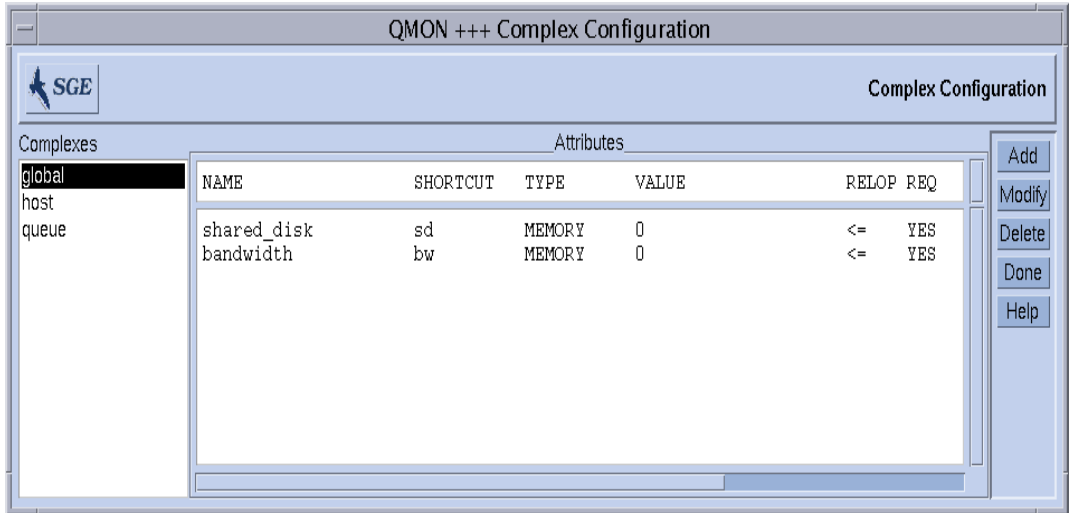 QMON +++ Complex Configuration
SGE
Complex Configuration
Complexes
global
host
queue
Attributes
NAME SHORTCUT TYPE VALUE RELOP REQ
shared_disk sd MEMORY 0 <= YES
bandwidth bw MEMORY 0 <= YES
Add
Modify
Delete
Done
Help